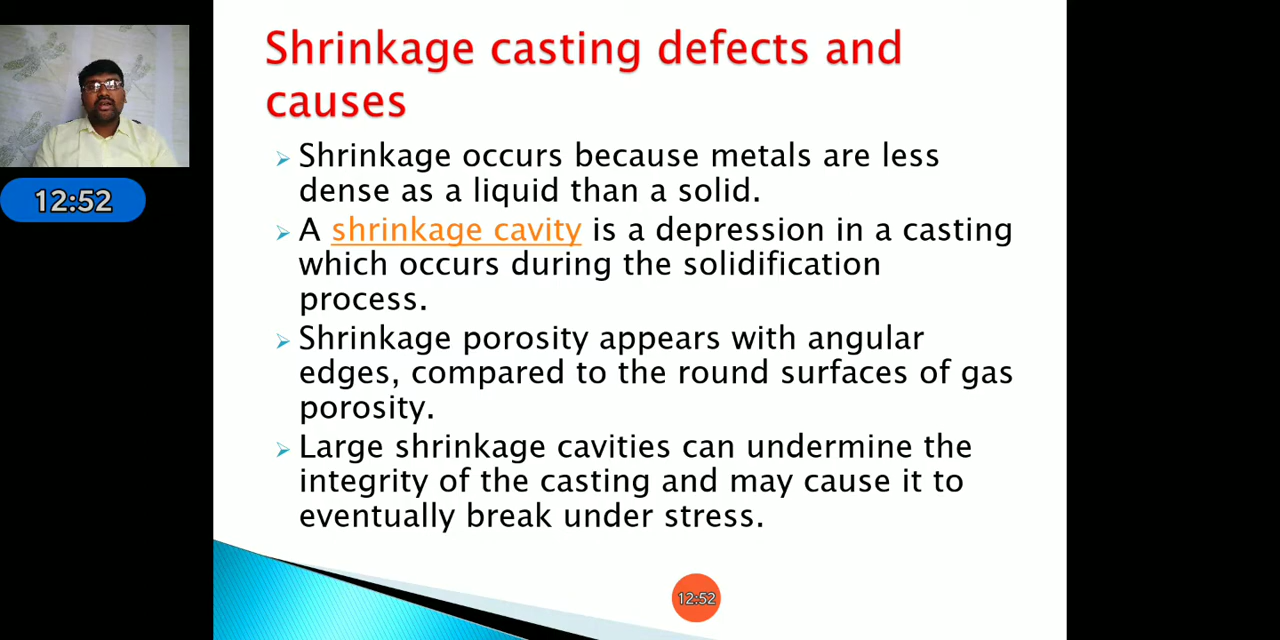 Shrinkage casting defects and
causes
12:52
Shrinkage occurs because metals are less
dense as a liquid than a solid.
A shrinkage cavity is a depression in a casting
which occurs during the solidification
process.
Shrinkage porosity appears with angular
edges, compared to the round surfaces of gas
porosity.
Large shrinkage cavities can undermine the
integrity of the casting and may cause it to
eventually break under stress.
12:52